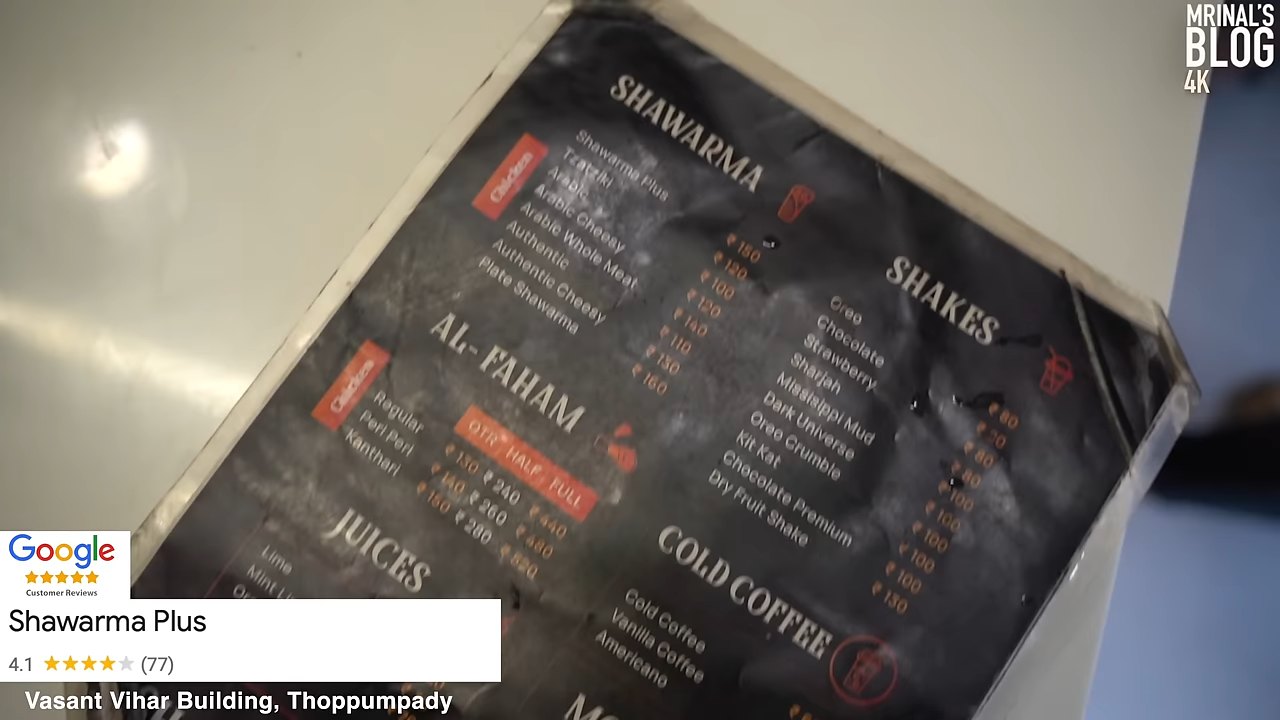 MRINAL'S
BLOG
4K
SHAWARMA
Chicken
Shawarma Plus ₹ 150
Tzatziki ₹ 120
Arabic ₹ 100
Arabic Cheesy ₹ 120
Arabic Whole Meat ₹ 140
Authentic ₹ 110
Authentic Cheesy ₹ 130
Plate Shawarma ₹ 160
AL-FAHAM
Chicken
QTR, HALF, FULL
Regular ₹ 130 ₹ 240 ₹ 440
Peri Peri ₹ 140 ₹ 260 ₹ 480
Kanthari ₹ 150 ₹ 280 ₹ 520
JUICES
Lime
Mint
SHAKES
Oreo ₹ 80
Chocolate
Strawberry ₹ 80
Sharjah
Missisippi Mud ₹ 100
Dark Universe ₹ 100
Oreo Crumble ₹ 100
Kit Kat ₹ 100
Chocolate Premium ₹ 100
Dry Fruit Shake ₹ 130
COLD COFFEE
Cold Coffee
Vanilla Coffee
Americano
Google
Customer Reviews
Shawarma Plus
4.1 (77)
Vasant Vihar Building, Thoppumpady